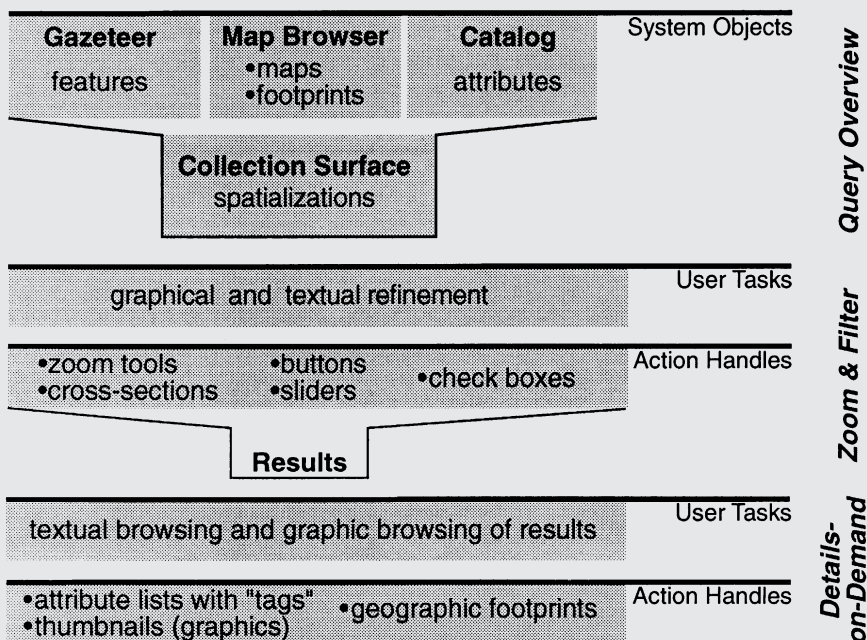 System Objects
Gazeteer
features
Map Browser
•maps
•footprints
Catalog
attributes
Collection Surface
spatializations
Query Overview
User Tasks
graphical and textual refinement
Action Handles
•zoom tools
•cross-sections
•buttons
•sliders
•check boxes
Zoom & Filter
Results
User Tasks
textual browsing and graphic browsing of results
Action Handles
•attribute lists with "tags"
•thumbnails (graphics)
•geographic footprints
Details-
on-Demand